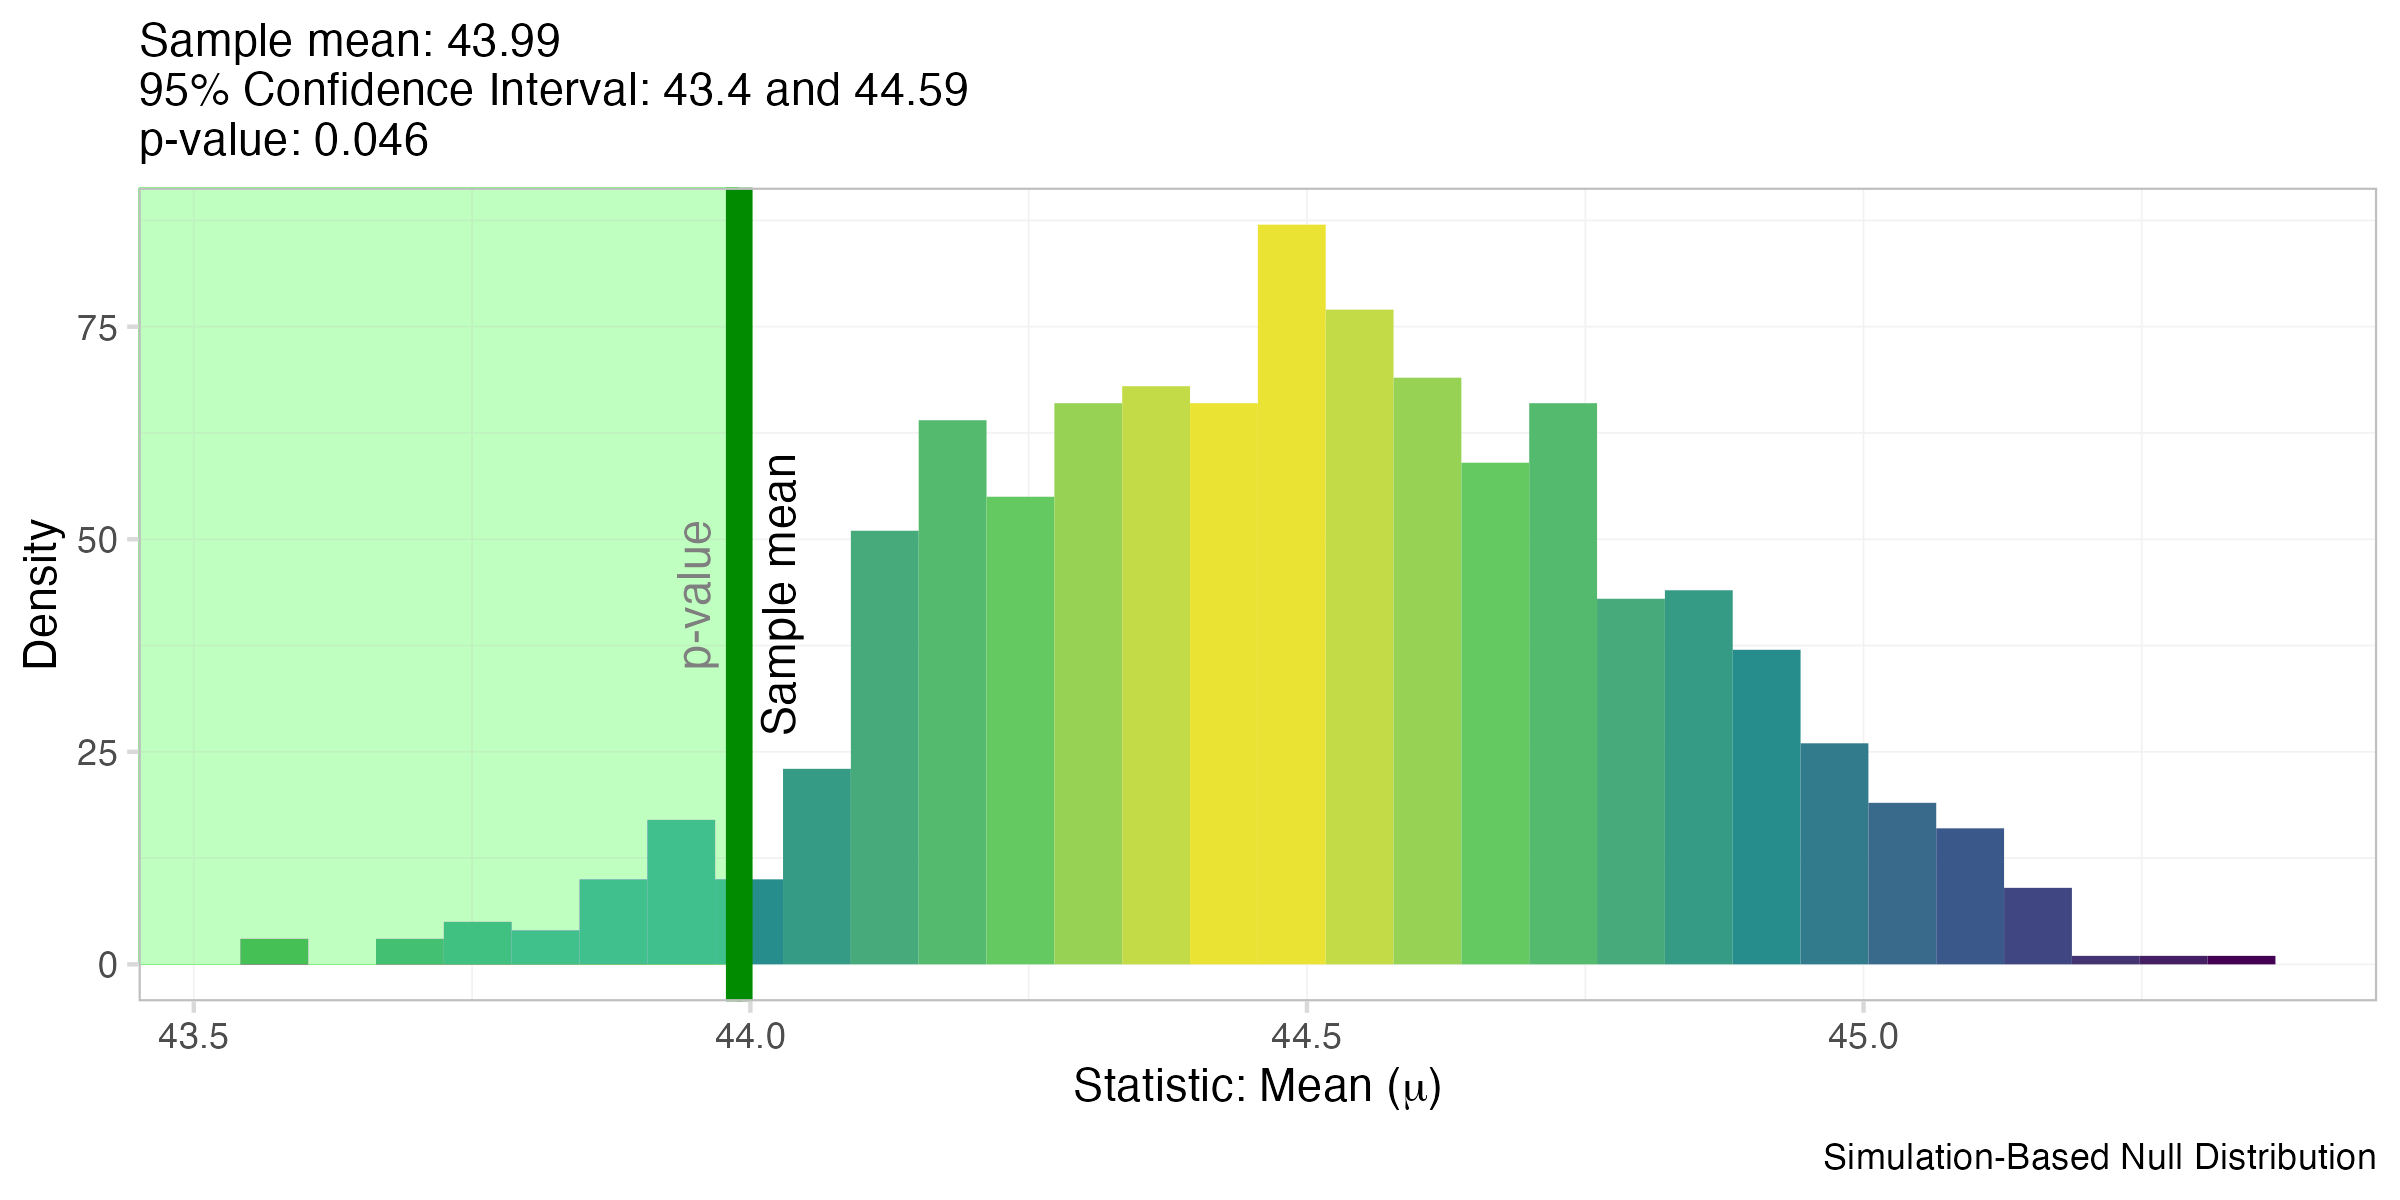 Sample mean: 43.99
95% Confidence Interval: 43.4 and 44.59
p-value: 0.046
Density
75
50
25
0
p-value
Sample mean
43.5
44.0
44.5
45.0
Statistic: Mean (μ)
Simulation-Based Null Distribution